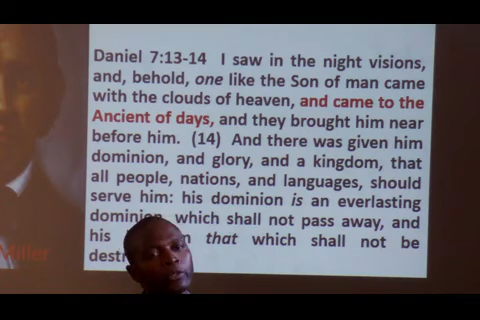 Daniel 7:13-14 I saw in the night visions,
and, behold, one like the Son of man came
with the clouds of heaven, and came to the
Ancient of days, and they brought him near
before him. (14) And there was given him
dominion, and glory, and a kingdom, that
all people, nations, and languages, should
serve him: his dominion is an everlasting
dominion, which shall not pass away, and
his that which shall not be
Miller